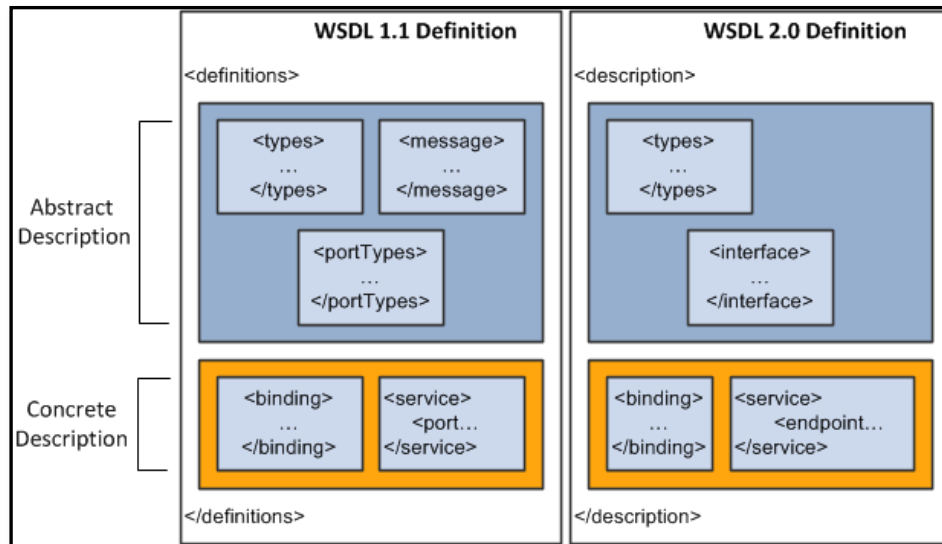 WSDL 1.1 Definition
<definitions>
Abstract
Description
<types>
…
</types>
<message>
…
</message>
<portTypes>
…
</portTypes>
Concrete
Description
<binding>
…
</binding>
<service>
<port…
</service>
</definitions>
WSDL 2.0 Definition
<description>
<types>
…
</types>
<interface>
…
</interface>
<binding>
…
</binding>
<service>
<endpoint…
</service>
</description>